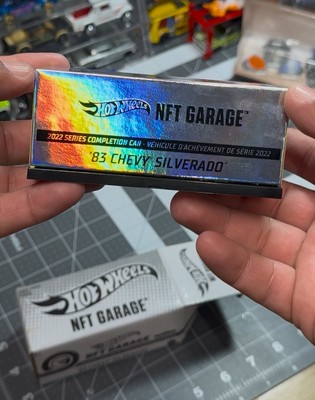 Hot Wheels NFT GARAGE™
2022 SERIES COMPLETION CAR - VÉHICULE D'ACHÈVEMENT DE SÉRIE 2022
'83 CHEVY SILVERADO™
Hot Wheels
NFT GARAGE™
NFT GARAGE